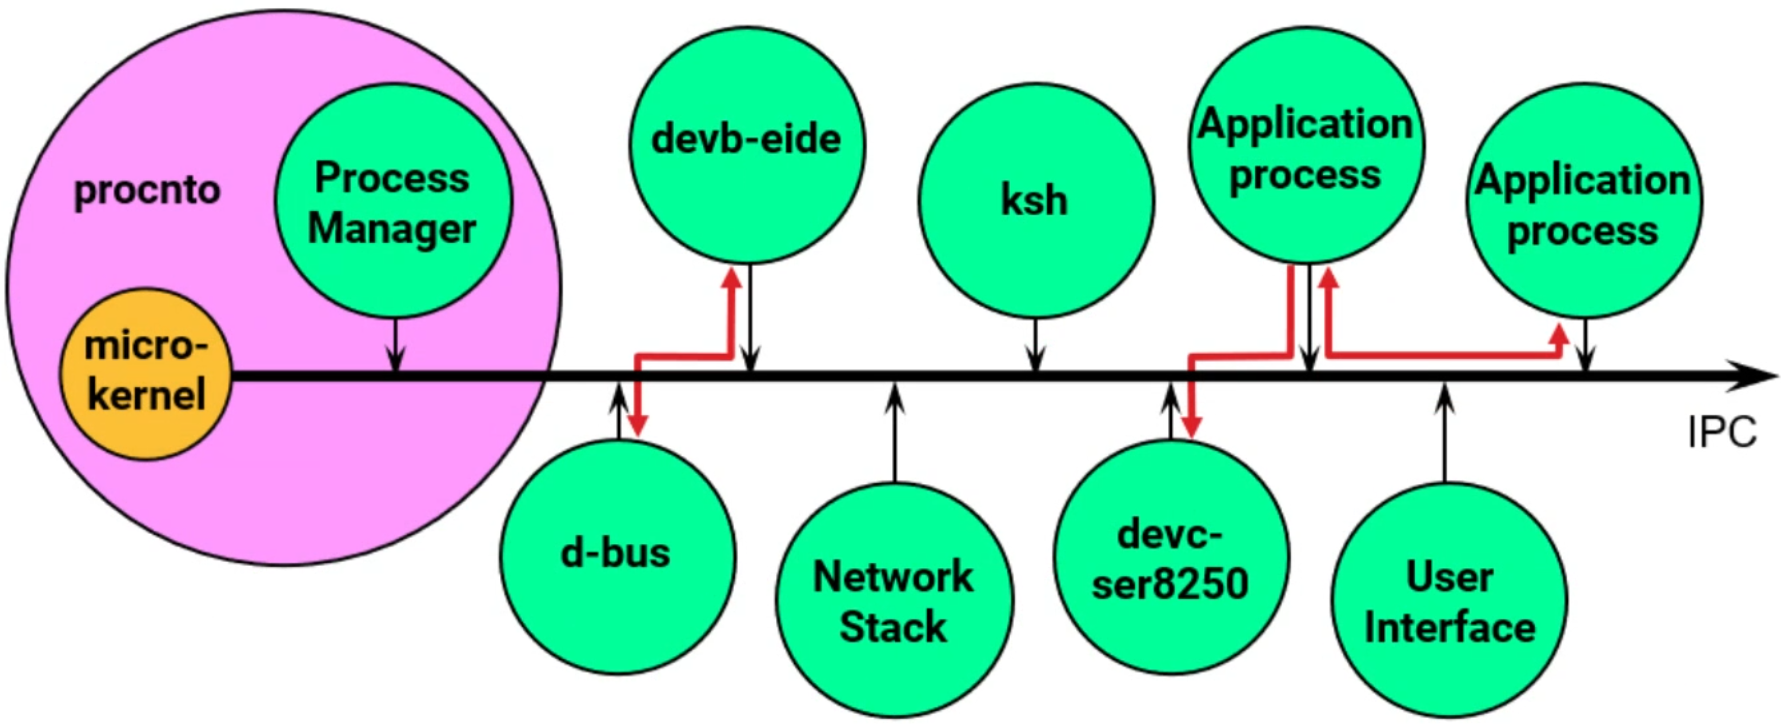 procnto
Process
Manager
micro-
kernel
devb-eide
ksh
Application
process
Application
process
IPC
d-bus
Network
Stack
devc-
ser8250
User
Interface